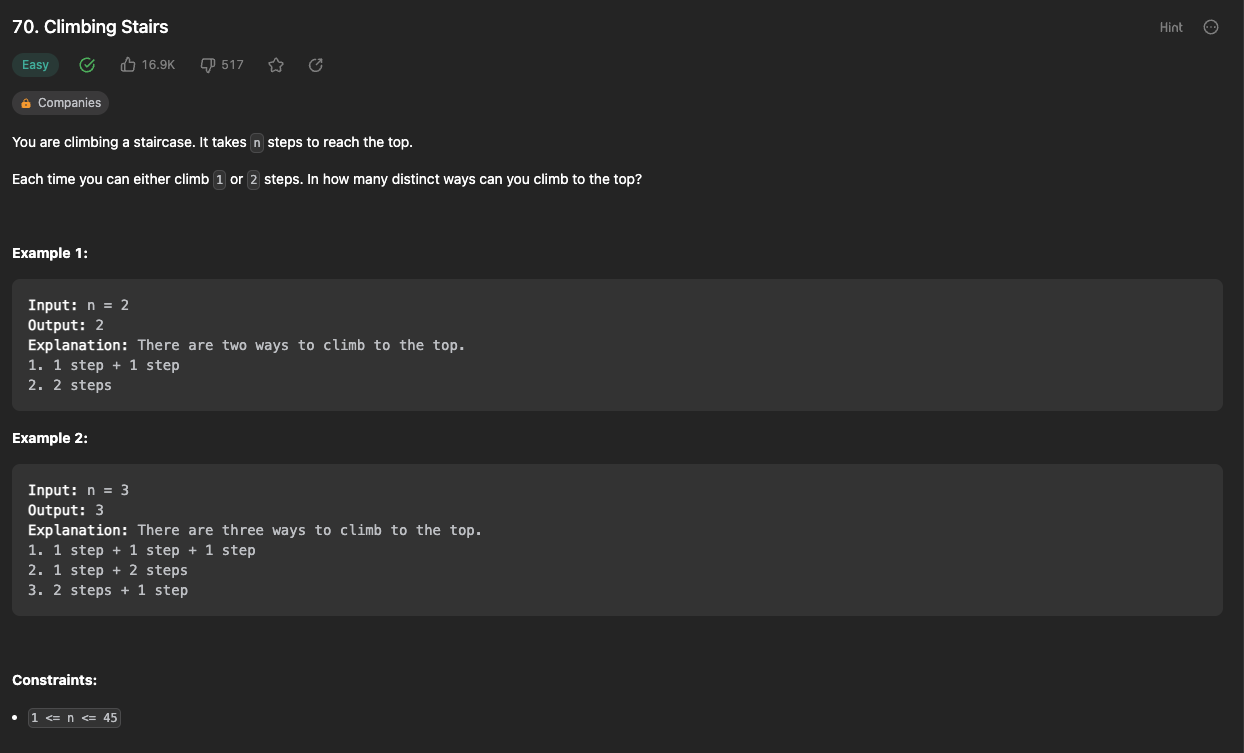 70. Climbing Stairs
Hint
Easy
16.9K
517
Companies
You are climbing a staircase. It takes n steps to reach the top.
Each time you can either climb 1 or 2 steps. In how many distinct ways can you climb to the top?
Example 1:
Input: n = 2
Output: 2
Explanation: There are two ways to climb to the top.
1. 1 step + 1 step
2. 2 steps
Example 2:
Input: n = 3
Output: 3
Explanation: There are three ways to climb to the top.
1. 1 step + 1 step + 1 step
2. 1 step + 2 steps
3. 2 steps + 1 step
Constraints:
• 1 <= n <= 45